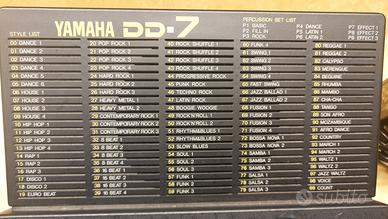 YAMAHA DD-7
PERCUSSION SET LIST
P1 BASIC
P2 FILL IN
P3 ROCK
P4 DANCE
P5 LATIN 1
P6 LATIN 2
P7 EFFECT 1
P8 EFFECT 2
P9 EFFECT 3
STYLE LIST
00 DANCE 1
01 DANCE 2
02 DANCE 3
03 DANCE 4
04 DANCE 5
05 HOUSE 1
06 HOUSE 2
07 HOUSE 3
08 HOUSE 4
09 HOUSE 5
10 HIP HOP 1
11 HIP HOP 2
12 HIP HOP 3
13 HIP HOP 4
14 RAP 1
15 RAP 2
16 RAP 3
17 DISCO 1
18 DISCO 2
19 EURO BEAT
20 POP ROCK 1
21 POP ROCK 2
22 POP ROCK 3
23 HARD ROCK 1
24 HARD ROCK 2
25 HARD ROCK 3
26 HARD ROCK 4
27 HEAVY METAL 1
28 HEAVY METAL 2
29 CONTEMPORARY ROCK 1
30 CONTEMPORARY ROCK 2
31 CONTEMPORARY ROCK 3
32 8 BEAT 1
33 8 BEAT 2
34 8 BEAT 3
35 8 BEAT 4
36 16 BEAT 1
37 16 BEAT 2
38 16 BEAT 3
39 16 BEAT 4
40 ROCK SHUFFLE 1
41 ROCK SHUFFLE 2
42 ROCK SHUFFLE 3
43 ROCK SHUFFLE 4
44 PROGRESSIVE ROCK
45 PUNK ROCK
46 TECHNO ROCK
47 LATIN ROCK
48 BOOGIE WOOGIE
49 ROCK'N'ROLL 1
50 ROCK'N'ROLL 2
51 RHYTHM&BLUES 1
52 RHYTHM&BLUES 2
53 SLOW BLUES
54 SOUL 1
55 SOUL 2
56 FUNK 1
57 FUNK 2
58 FUNK 3
60 FUNK 4
61 SWING 1
62 SWING 2
63 SWING 3
64 SWING 4
65 JAZZ BALLAD 1
66 JAZZ BALLAD 2
67 JAZZ BALLAD 3
68 FUSION 1
69 FUSION 2
70 FUSION 3
71 FUSION 4
72 BOSSA NOVA 1
73 BOSSA NOVA 2
74 SAMBA 1
75 SAMBA 2
76 SAMBA 3
77 SALSA 1
78 SALSA 2
79 SALSA 3
80 REGGAE 1
81 REGGAE 2
82 CALYPSO
83 MERENGUE
84 BEGUINE
85 RHUMBA
86 MAMBO
87 CHA-CHA
88 TANGO
89 SON AFRO
90 MOZAMBIQUE
91 AFRO DANCE
92 COUNTRY
93 MARCH 1
94 MARCH 2
95 WALTZ 1
96 WALTZ 2
97 JAZZ WALTZ
98 VOICE
99 COUNT
subito